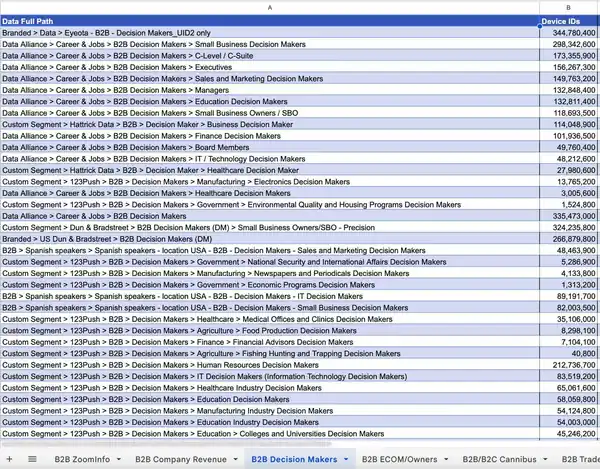 A B
Data Full Path Device IDs
Branded > Data > Eyeota - B2B - Decision Makers_UID2 only 344,780,400
Data Alliance > Career & Jobs > B2B Decision Makers > Small Business Decision Makers 298,342,600
Data Alliance > Career & Jobs > B2B Decision Makers > C-Level / C-Suite 173,355,900
Data Alliance > Career & Jobs > B2B Decision Makers > Executives 156,267,300
Data Alliance > Career & Jobs > B2B Decision Makers > Sales and Marketing Decision Makers 149,763,200
Data Alliance > Career & Jobs > B2B Decision Makers > Managers 132,848,400
Data Alliance > Career & Jobs > B2B Decision Makers > Education Decision Makers 132,811,400
Data Alliance > Career & Jobs > B2B Decision Makers > Small Business Owners / SBO 118,693,500
Custom Segment > Hattrick Data > B2B > Decision Maker > Business Decision Maker 114,048,900
Data Alliance > Career & Jobs > B2B Decision Makers > Finance Decision Makers 101,936,500
Data Alliance > Career & Jobs > B2B Decision Makers > Board Members 49,760,400
Data Alliance > Career & Jobs > B2B Decision Makers > IT / Technology Decision Makers 48,212,600
Custom Segment > Hattrick Data > B2B > Decision Maker > Healthcare Decision Maker 27,980,600
Custom Segment > 123Push > B2B > Decision Makers > Manufacturing > Electronics Decision Makers 13,765,200
Data Alliance > Career & Jobs > B2B Decision Makers > Healthcare Decision Makers 3,005,600
Custom Segment > 123Push > B2B > Decision Makers > Government > Environmental Quality and Housing Programs Decision Makers 1,524,800
Data Alliance > Career & Jobs > B2B Decision Makers 335,473,000
Custom Segment > Dun & Bradstreet > B2B Decision Makers (DM) > Small Business Owners/SBO - Precision 324,235,800
Branded > US Dun & Bradstreet > B2B Decision Makers (DM) 266,879,800
B2B > Spanish speakers > Spanish speakers - location USA - B2B - Decision Makers - Sales and Marketing Decision Makers 48,463,900
Custom Segment > 123Push > B2B > Decision Makers > Government > National Security and International Affairs Decision Makers 5,286,900
Custom Segment > 123Push > B2B > Decision Makers > Manufacturing > Newspapers and Periodicals Decision Makers 4,133,800
Custom Segment > 123Push > B2B > Decision Makers > Government > Economic Programs Decision Makers 1,313,200
B2B > Spanish speakers > Spanish speakers - location USA - B2B - Decision Makers - IT Decision Makers 89,191,700
B2B > Spanish speakers > Spanish speakers - location USA - B2B - Decision Makers - Small Business Decision Makers 82,003,500
Custom Segment > 123Push > B2B > Decision Makers > Healthcare > Medical Offices and Clinics Decision Makers 35,106,000
Custom Segment > 123Push > B2B > Decision Makers > Agriculture > Food Production Decision Makers 8,298,100
Custom Segment > 123Push > B2B > Decision Makers > Finance > Financial Advisors Decision Makers 7,104,100
Custom Segment > 123Push > B2B > Decision Makers > Agriculture > Fishing Hunting and Trapping Decision Makers 40,800
Custom Segment > 123Push > B2B > Decision Makers > Human Resources Decision Makers 212,736,700
Custom Segment > 123Push > B2B > Decision Makers > IT Decision Makers (Information Technology Decision Makers) 83,519,200
Custom Segment > 123Push > B2B > Decision Makers > Healthcare Industry Decision Makers 65,061,600
Custom Segment > 123Push > B2B > Decision Makers > Education Decision Makers 58,059,800
Custom Segment > 123Push > B2B > Decision Makers > Manufacturing Industry Decision Makers 54,124,800
Custom Segment > 123Push > B2B > Decision Makers > Education Industry Decision Makers 54,003,000
Custom Segment > 123Push > B2B > Decision Makers > Education > Colleges and Universities Decision Makers 45,246,200
B2B ZoomInfo B2B Company Revenue B2B Decision Makers B2B ECOM/Owners B2B/B2C Cannibus B2B Trade